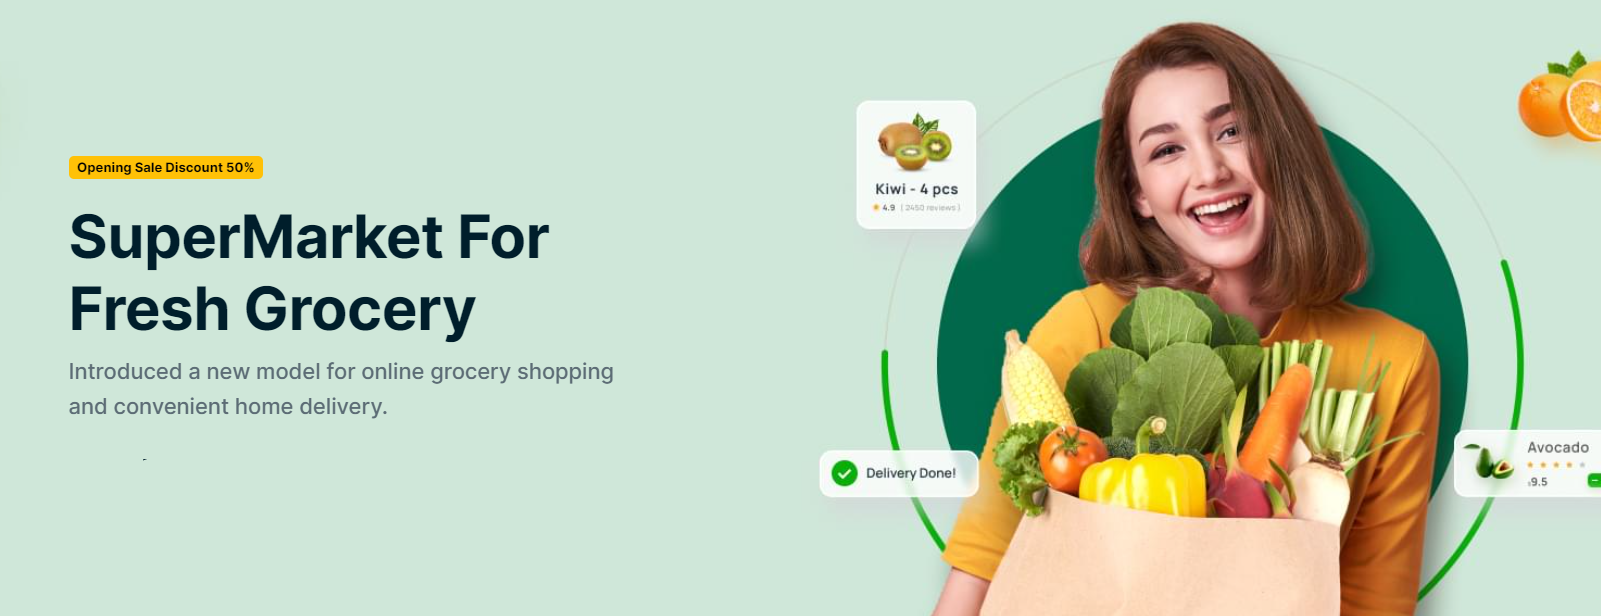 Opening Sale Discount 50%
SuperMarket For
Fresh Grocery
Introduced a new model for online grocery shopping
and convenient home delivery.
Kiwi - 4 pcs
4.9 ( 2450 reviews )
Delivery Done!
Avocado
9.5